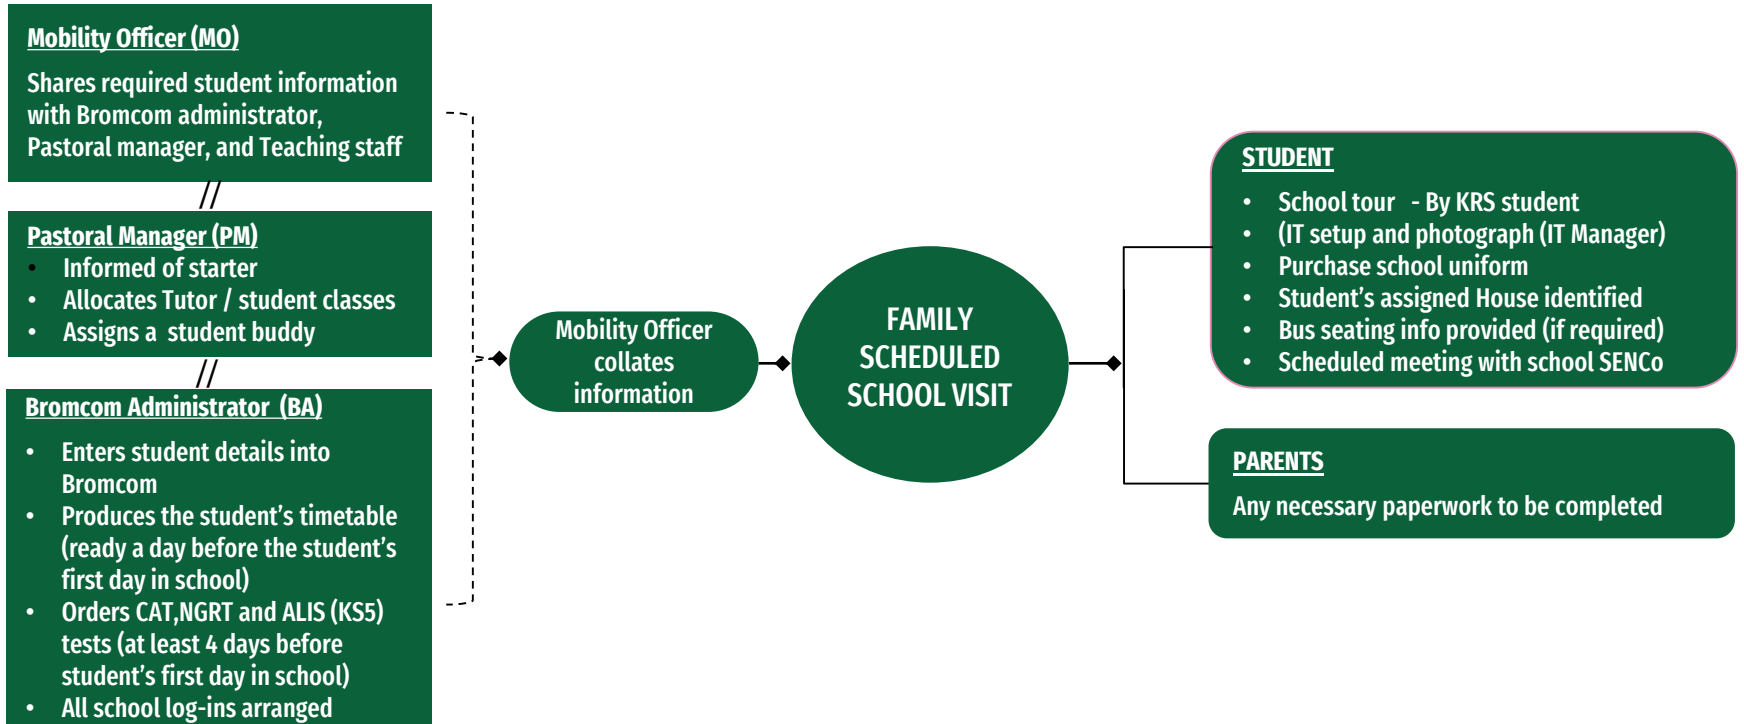 Mobility Officer (MO)
Shares required student information
with Bromcom administrator,
Pastoral manager, and Teaching staff
//
Pastoral Manager (PM)
• Informed of starter
• Allocates Tutor / student classes
• Assigns a student buddy
//
Bromcom Administrator (BA)
• Enters student details into
Bromcom
• Produces the student’s timetable
(ready a day before the student’s
first day in school)
• Orders CAT,NGRT and ALIS (KS5)
tests (at least 4 days before
student’s first day in school)
• All school log-ins arranged
Mobility Officer
collates
information
FAMILY
SCHEDULED
SCHOOL VISIT
STUDENT
• School tour - By KRS student
• (IT setup and photograph (IT Manager)
• Purchase school uniform
• Student’s assigned House identified
• Bus seating info provided (if required)
• Scheduled meeting with school SENCo
PARENTS
Any necessary paperwork to be completed